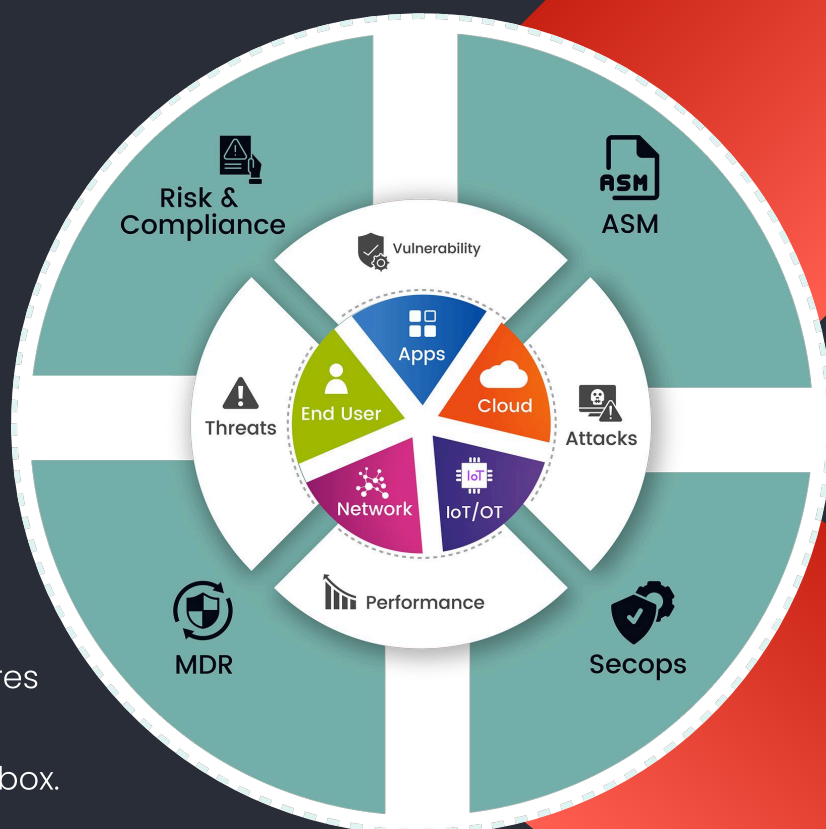 Risk &
Compliance
ASM
ASM
Vulnerability
Apps
End User
Cloud
Threats
Attacks
Network
IoT
IoT/OT
Performance
MDR
Secops
res
box.